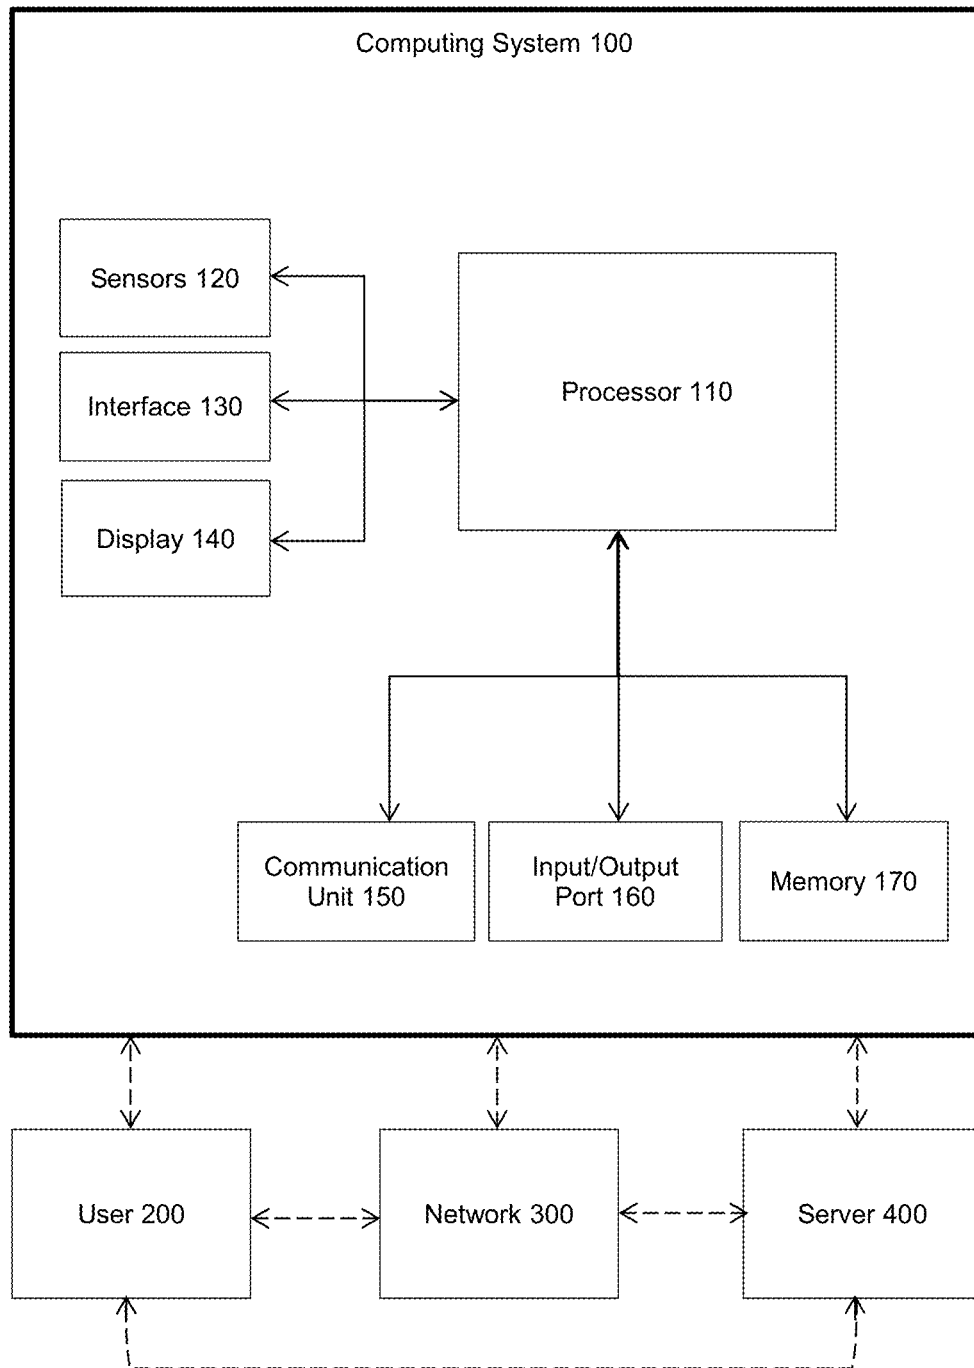 Computing System 100
Sensors 120
Interface 130
Processor 110
Display 140
Communication
Unit 150
Input/Output
Port 160
Memory 170
User 200
Network 300
Server 400